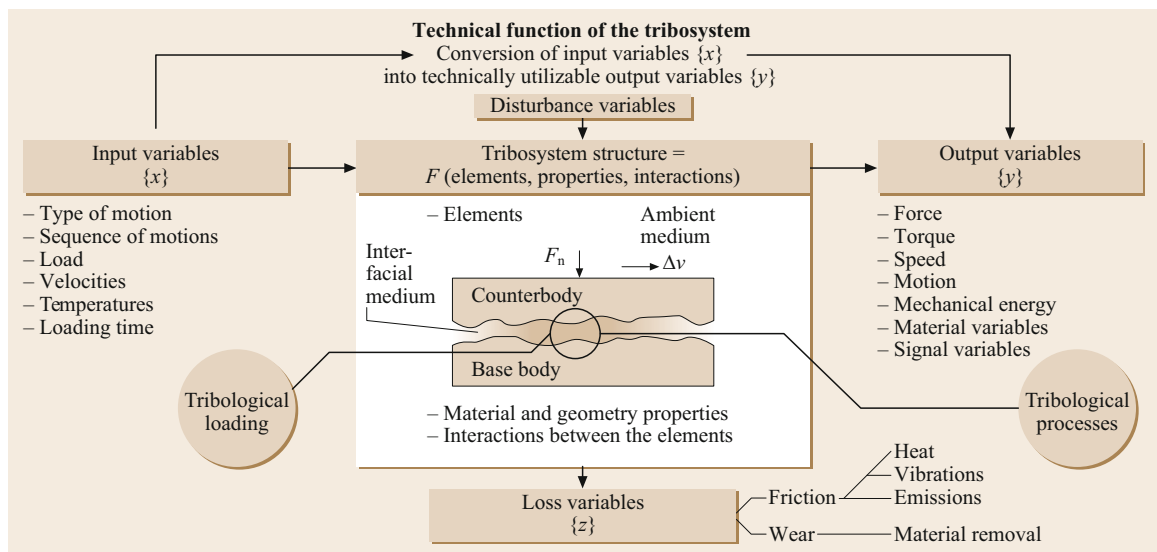 Technical function of the tribosystem
Conversion of input variables {x}
into technically utilizable output variables {y}
Disturbance variables
Input variables
{x}
– Type of motion
– Sequence of motions
– Load
– Velocities
– Temperatures
– Loading time
Tribosystem structure =
F (elements, properties, interactions)
– Elements
Ambient
medium
Inter-
facial
medium
Fn
Δv
Counterbody
Base body
– Material and geometry properties
– Interactions between the elements
Output variables
{y}
– Force
– Torque
– Speed
– Motion
– Mechanical energy
– Material variables
– Signal variables
Tribological
loading
Tribological
processes
Loss variables
{z}
Friction
Heat
Vibrations
Emissions
Wear
Material removal